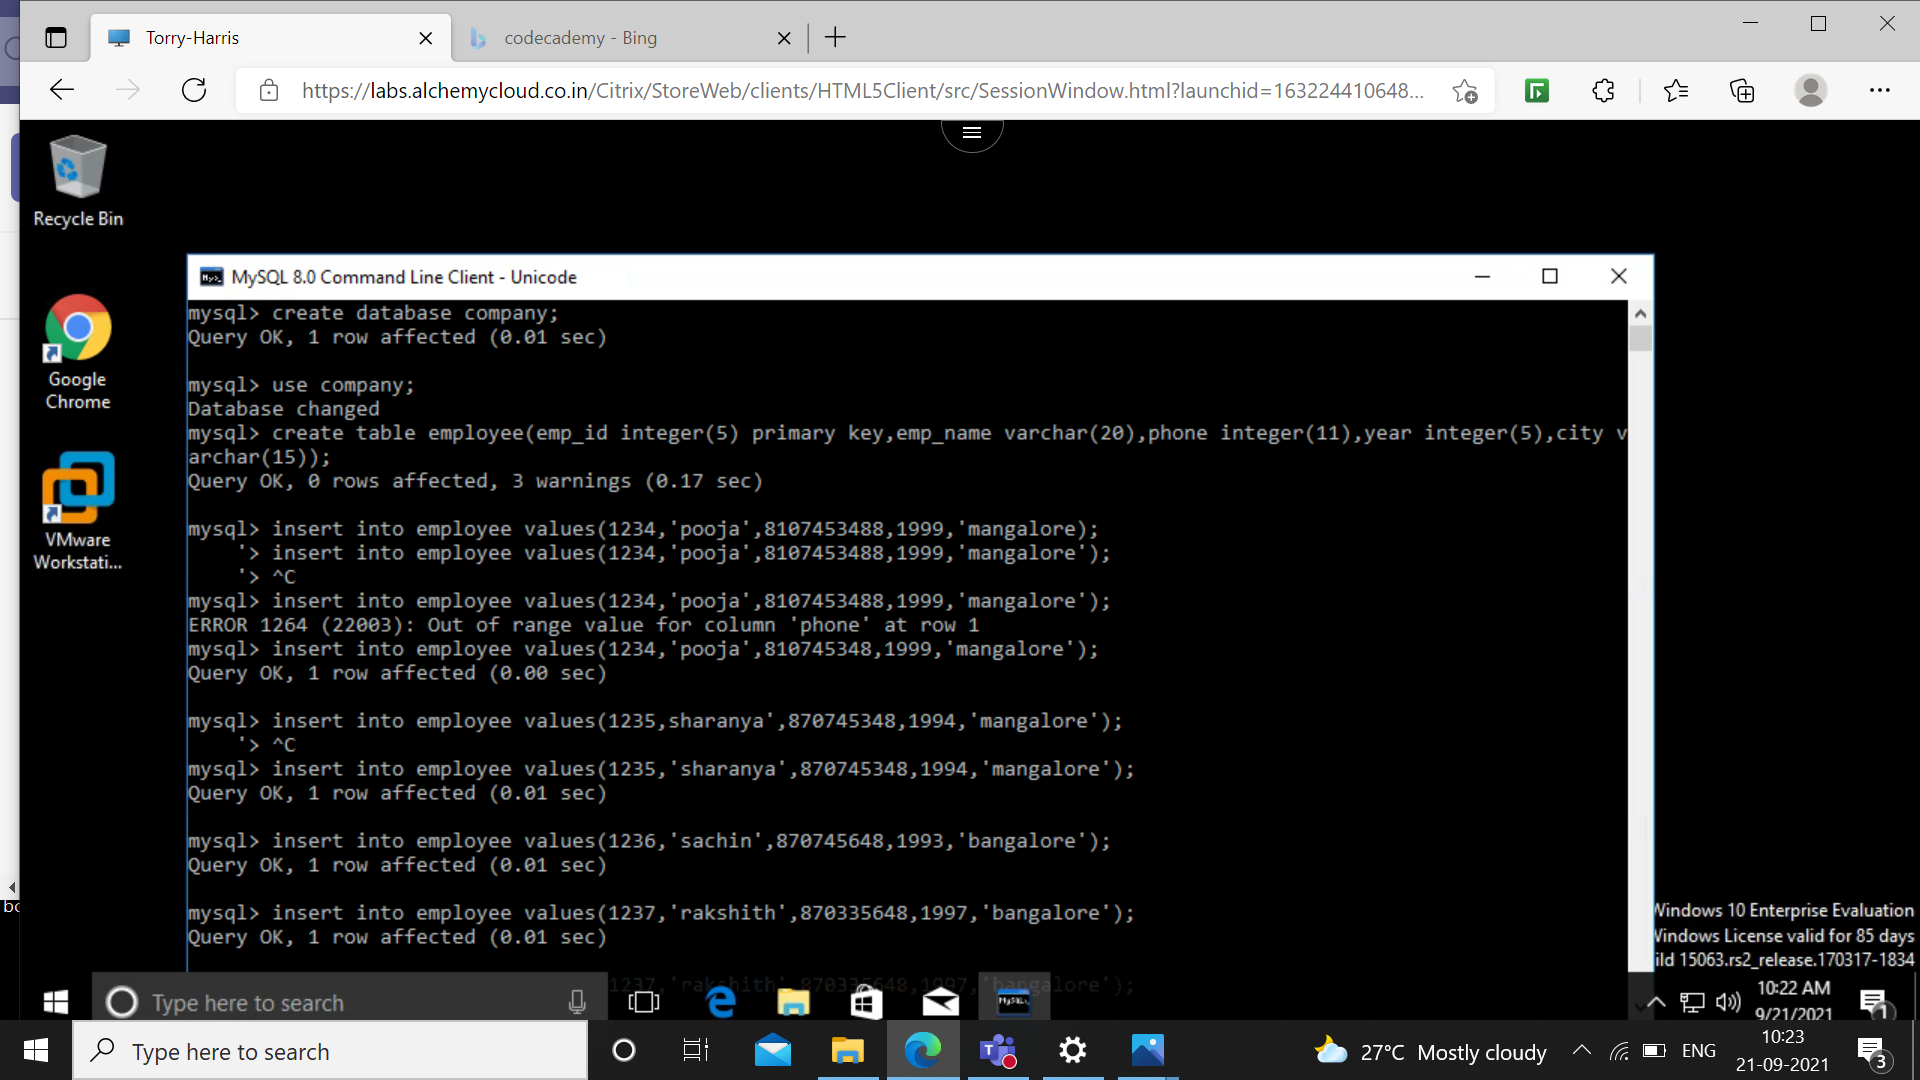 Torry-Harris
codecademy - Bing
https://labs.alchemycloud.co.in/Citrix/StoreWeb/clients/HTML5Client/src/SessionWindow.html?launchid=163224410648...
Recycle Bin
Google
Chrome
VMware
Workstati...
MySQL 8.0 Command Line Client - Unicode
mysql> create database company;
Query OK, 1 row affected (0.01 sec)
mysql> use company;
Database changed
mysql> create table employee(emp_id integer(5) primary key,emp_name varchar(20),phone integer(11),year integer(5),city v
archar(15));
Query OK, 0 rows affected, 3 warnings (0.17 sec)
mysql> insert into employee values(1234,'pooja',8107453488,1999,'mangalore);
'> insert into employee values(1234,'pooja',8107453488,1999,'mangalore');
'> ^C
mysql> insert into employee values(1234,'pooja',8107453488,1999,'mangalore');
ERROR 1264 (22003): Out of range value for column 'phone' at row 1
mysql> insert into employee values(1234,'pooja',810745348,1999,'mangalore');
Query OK, 1 row affected (0.00 sec)
mysql> insert into employee values(1235,sharanya',870745348,1994,'mangalore');
'> ^C
mysql> insert into employee values(1235,'sharanya',870745348,1994,'mangalore');
Query OK, 1 row affected (0.01 sec)
mysql> insert into employee values(1236,'sachin',870745648,1993,'bangalore');
Query OK, 1 row affected (0.01 sec)
mysql> insert into employee values(1237,'rakshith',870335648,1997,'bangalore');
Query OK, 1 row affected (0.01 sec)
Windows 10 Enterprise Evaluation
Windows License valid for 85 days
ild 15063.rs2_release.170317-1834
Type here to search
10:22 AM
9/21/2021
1
Type here to search
27°C Mostly cloudy
ENG
10:23
21-09-2021
3